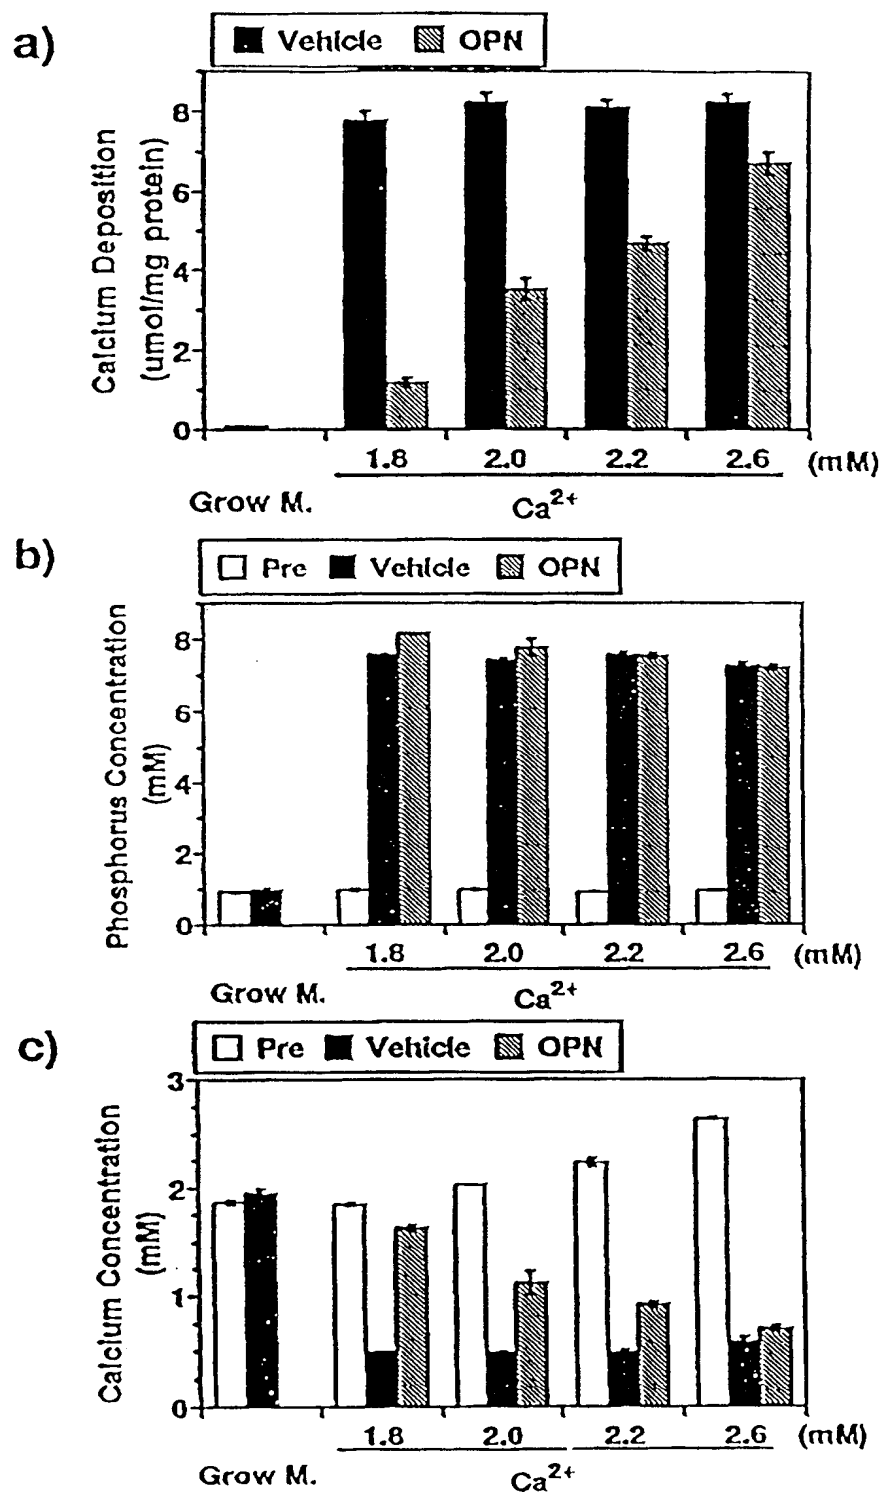 a)
Vehicle OPN
Calcium Deposition
(umol/mg protein)
8
6
4
2
0
1.8 2.0 2.2 2.6 (mM)
Grow M. Ca2+
b)
Pre Vehicle OPN
Phosphorus Concentration
(mM)
8
6
4
2
0
1.8 2.0 2.2 2.6 (mM)
Grow M. Ca2+
c)
Pre Vehicle OPN
Calcium Concentration
(mM)
3
2
1
0
1.8 2.0 2.2 2.6 (mM)
Grow M. Ca2+